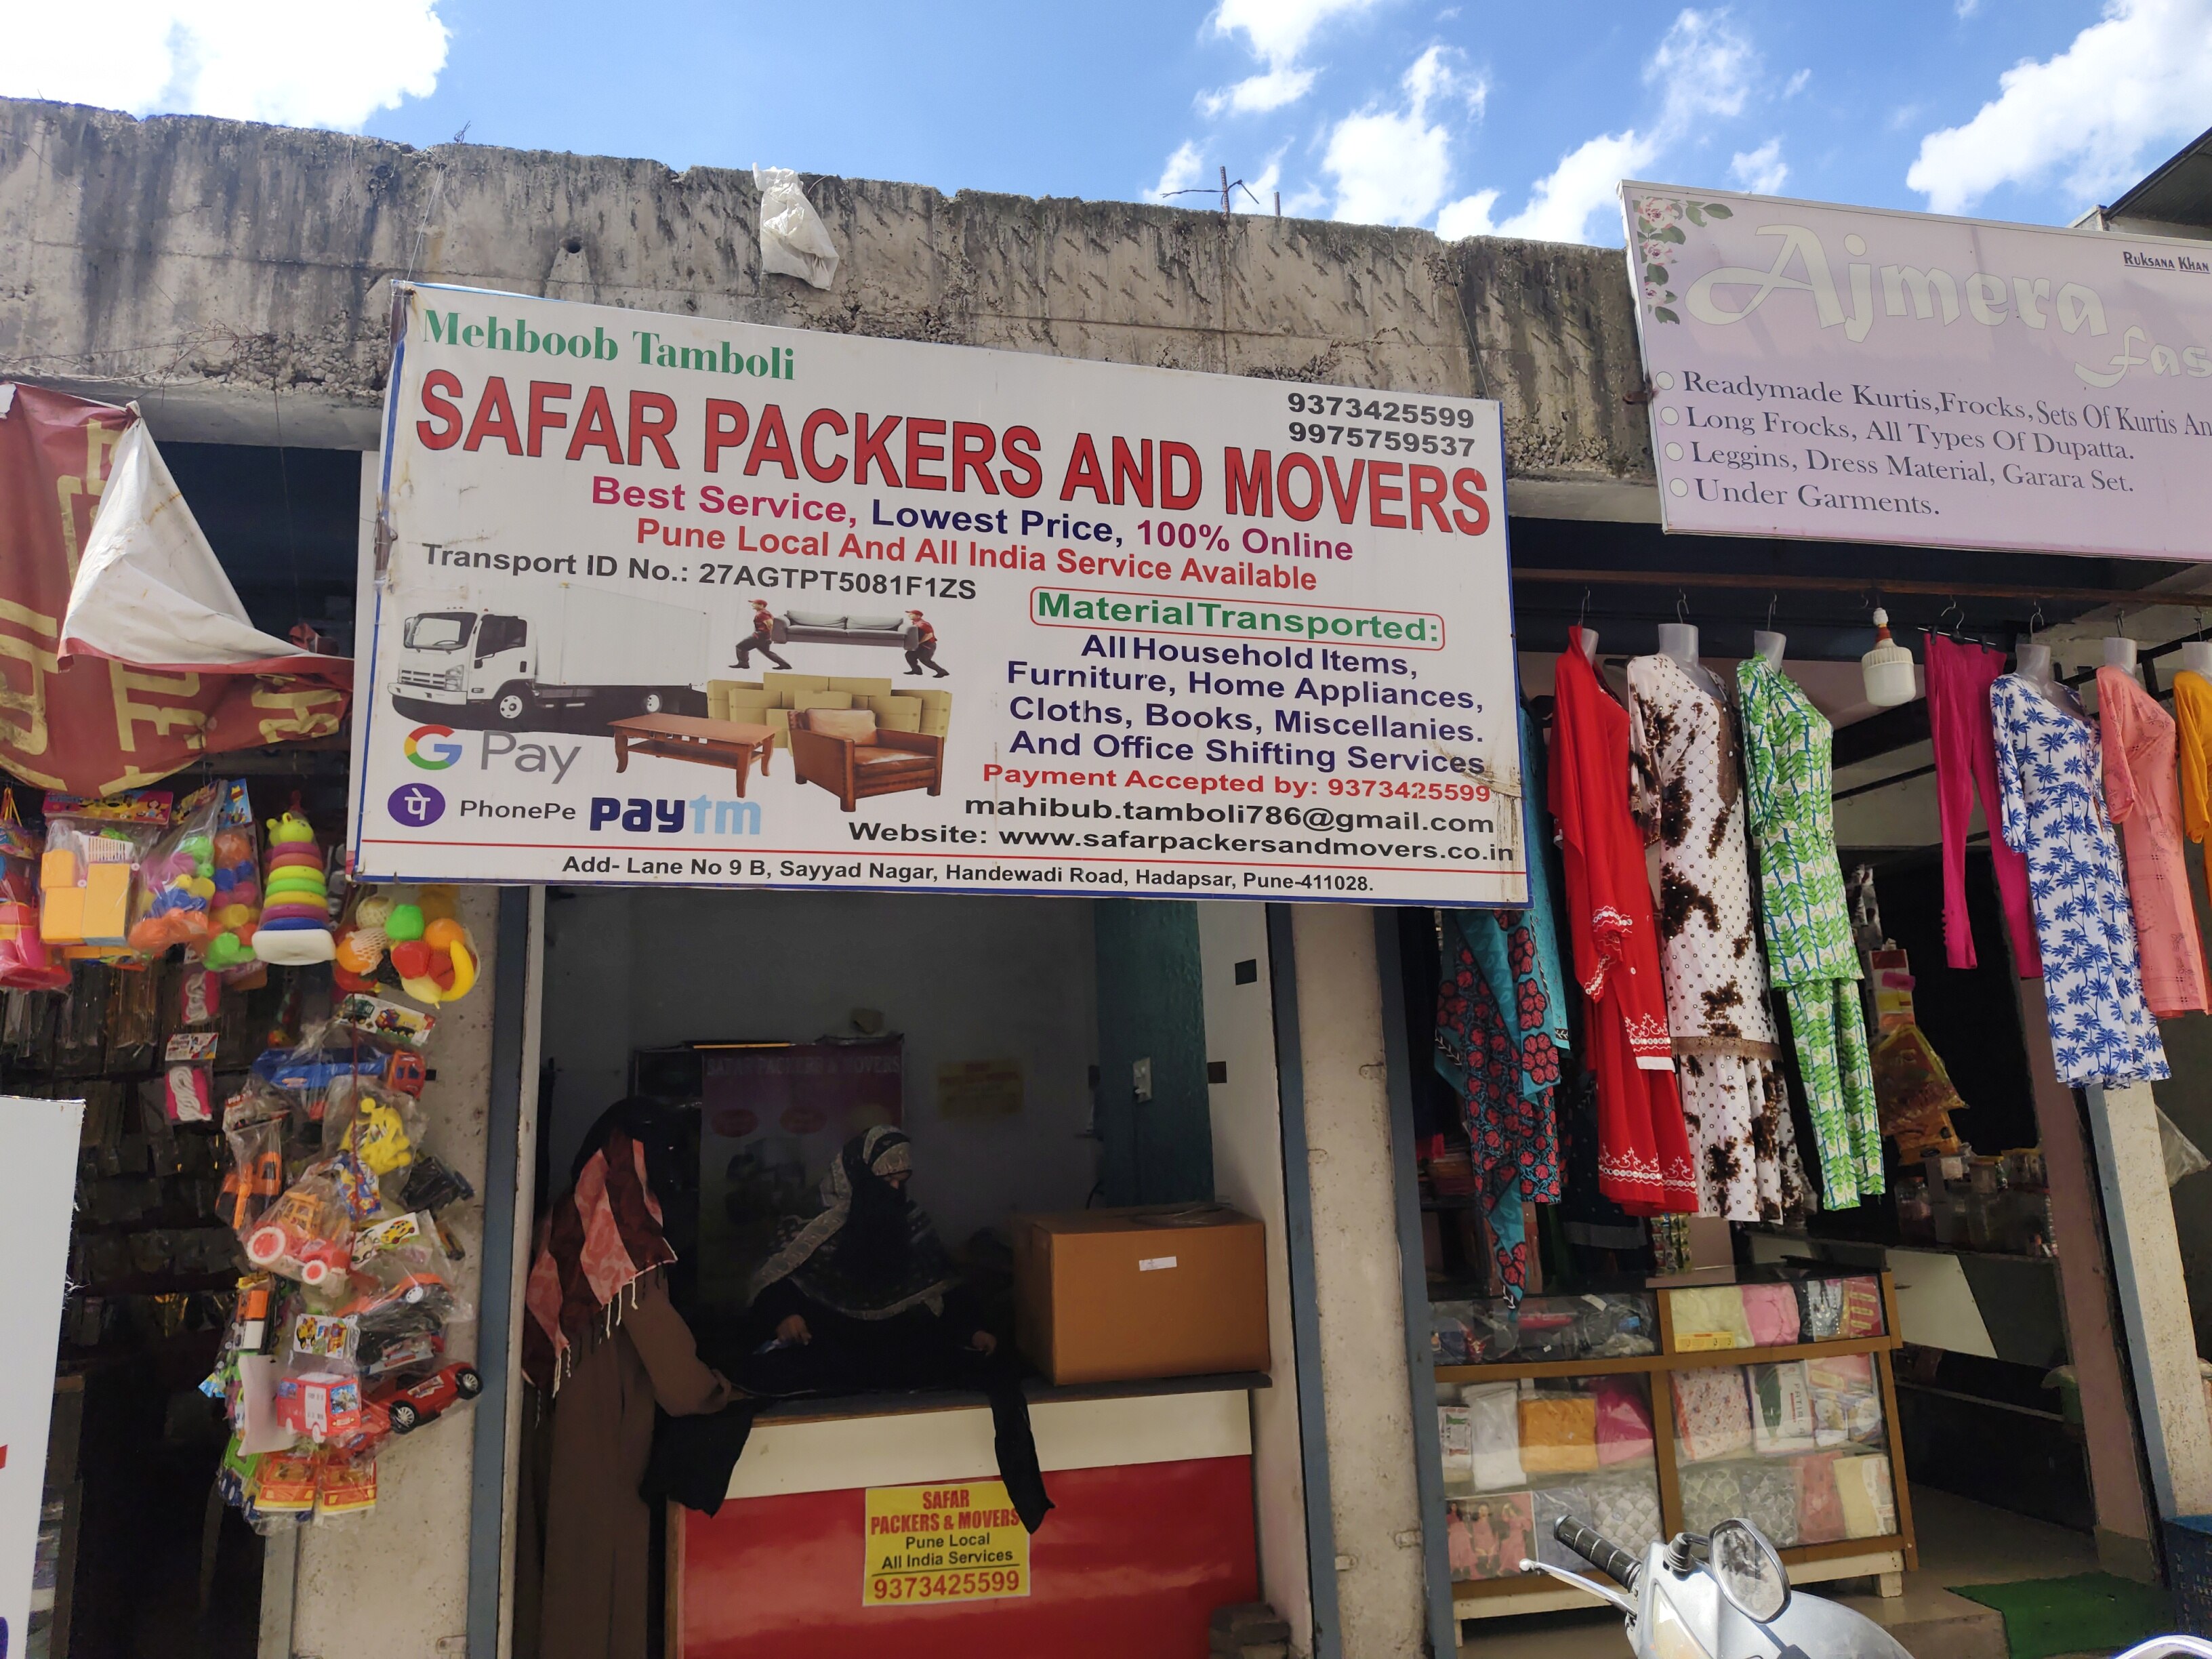 Mehboob Tamboli
9373425599
9975759537
SAFAR PACKERS AND MOVERS
Best Service, Lowest Price, 100% Online
Pune Local And All India Service Available
Transport ID No.: 27AGTPT5081F1ZS
Material Transported:
All Household Items,
Furniture, Home Appliances,
Cloths, Books, Miscellanies.
And Office Shifting Services
G Pay
Payment Accepted by: 9373425599
पे PhonePe paytm
mahibub.tamboli786@gmail.com
Website: www.safarpackersandmovers.co.in
Add- Lane No 9 B, Sayyad Nagar, Handewadi Road, Hadapsar, Pune-411028.
Ruksana Khan
Ajmera
Readymade Kurtis,Frocks, Sets Of Kurtis
Long Frocks, All Types Of Dupatta.
Leggins, Dress Material, Garara Set.
Under Garments.
SAFAR PACKERS & MOVERS
SAFAR
PACKERS & MOVERS
Pune Local
All India Services
9373425599